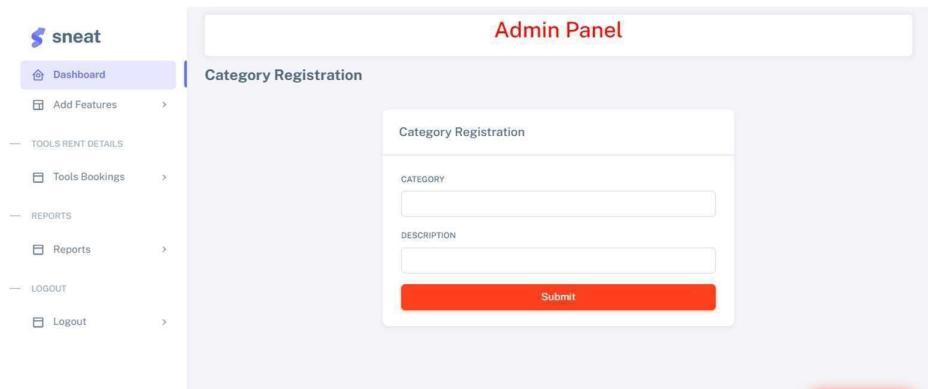 sneat
Dashboard
Add Features
TOOLS RENT DETAILS
Tools Bookings
REPORTS
Reports
LOGOUT
Logout
Admin Panel
Category Registration
Category Registration
CATEGORY
DESCRIPTION
Submit